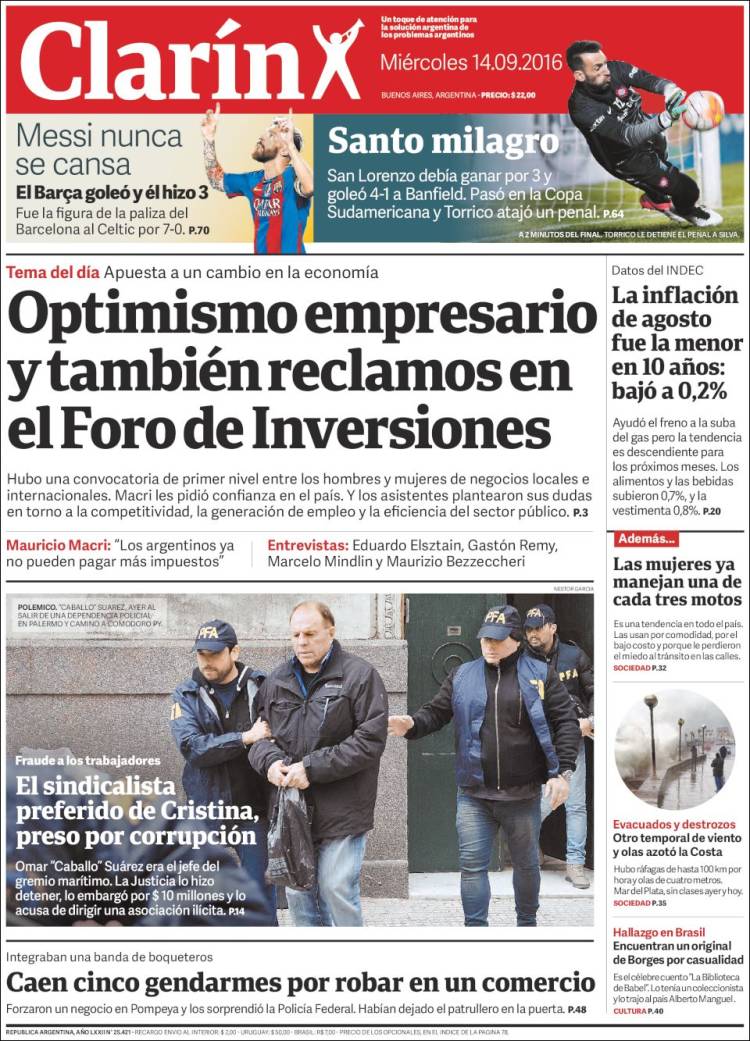 Clarín
Un toque de atención para
la solución argentina de
los problemas argentinos
Miércoles 14.09.2016
BUENOS AIRES, ARGENTINA - PRECIO: $ 22,00
Messi nunca
se cansa
El Barça goleó y él hizo 3
Fue la figura de la paliza del
Barcelona al Celtic por 7-0. P.70
QATAR
AIRWAYS
Santo milagro
San Lorenzo debía ganar por 3 y
goleó 4-1 a Banfield. Pasó en la Copa
Sudamericana y Torrico atajó un penal. P.64
A 2 MINUTOS DEL FINAL. TORRICO LE DETIENE EL PENAL A SILVA.
Tema del día Apuesta a un cambio en la economía
Optimismo empresario
y también reclamos en
el Foro de Inversiones
Hubo una convocatoria de primer nivel entre los hombres y mujeres de negocios locales e
internacionales. Macri les pidió confianza en el país. Y los asistentes plantearon sus dudas
en torno a la competitividad, la generación de empleo y la eficiencia del sector público. P.3
Mauricio Macri: “Los argentinos ya
no pueden pagar más impuestos”
Entrevistas: Eduardo Elsztain, Gastón Remy,
Marcelo Mindlin y Maurizio Bezzeccheri
Datos del INDEC
La inflación
de agosto
fue la menor
en 10 años:
bajó a 0,2%
Ayudó el freno a la suba
del gas pero la tendencia
es descendiente para
los próximos meses. Los
alimentos y las bebidas
subieron 0,7%, y la
vestimenta 0,8%. P.20
Además...
Las mujeres ya
manejan una de
cada tres motos
Es una tendencia en todo el país.
Las usan por comodidad, por el
bajo costo y porque le perdieron
el miedo al tránsito en las calles.
SOCIEDAD P.32
Evacuados y destrozos
Otro temporal de viento
y olas azotó la Costa
Hubo ráfagas de hasta 100 km por
hora y olas de cuatro metros.
Mar del Plata, sin clases ayer y hoy.
SOCIEDAD P.35
Hallazgo en Brasil
Encuentran un original
de Borges por casualidad
Es el célebre cuento “La Biblioteca
de Babel”. Lo tenía un coleccionista
y lo trajo al país Alberto Manguel.
CULTURA P.40
NESTOR GARCIA
POLEMICO. "CABALLO" SUAREZ, AYER AL
SALIR DE UNA DEPENDENCIA POLICIAL
EN PALERMO Y CAMINO A COMODORO PY.
PFA
PFA
PFA
Fraude a los trabajadores
El sindicalista
preferido de Cristina,
preso por corrupción
Omar “Caballo” Suárez era el jefe del
gremio marítimo. La Justicia lo hizo
detener, lo embargó por $ 10 millones y lo
acusa de dirigir una asociación ilícita. P.14
Integraban una banda de boqueteros
Caen cinco gendarmes por robar en un comercio
Forzaron un negocio en Pompeya y los sorprendió la Policía Federal. Habían dejado el patrullero en la puerta. P.48
REPUBLICA ARGENTINA, AÑO LXXII N° 25.421 - RECARGO ENVIO AL INTERIOR: $ 2,00 - URUGUAY: $ 50,00 - BRASIL: R$ 7,00 - PRECIO DE LOS OPCIONALES, EN EL INDICE DE LA PAGINA 78